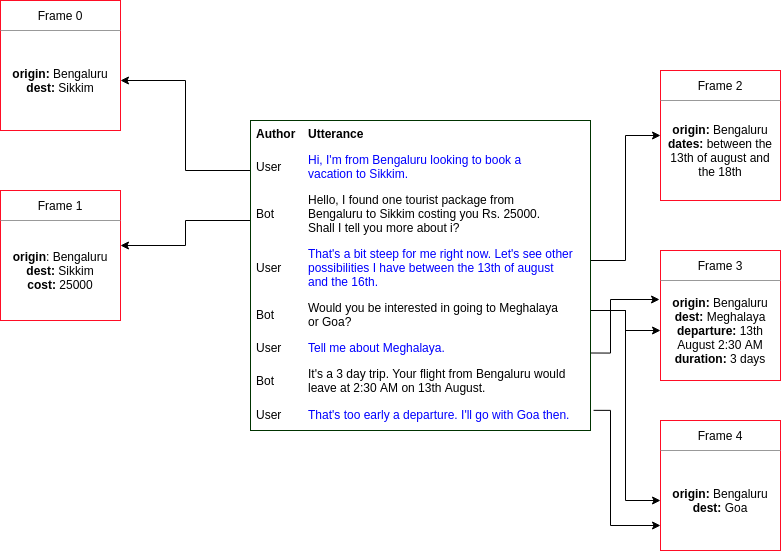 Frame 0
origin: Bengaluru
dest: Sikkim
Frame 1
origin: Bengaluru
dest: Sikkim
cost: 25000
Author Utterance
User Hi, I'm from Bengaluru looking to book a
vacation to Sikkim.
Bot Hello, I found one tourist package from
Bengaluru to Sikkim costing you Rs. 25000.
Shall I tell you more about i?
User That's a bit steep for me right now. Let's see other
possibilities I have between the 13th of august
and the 16th.
Bot Would you be interested in going to Meghalaya
or Goa?
User Tell me about Meghalaya.
Bot It's a 3 day trip. Your flight from Bengaluru would
leave at 2:30 AM on 13th August.
User That's too early a departure. I'll go with Goa then.
Frame 2
origin: Bengaluru
dates: between the
13th of august and
the 18th
Frame 3
origin: Bengaluru
dest: Meghalaya
departure: 13th
August 2:30 AM
duration: 3 days
Frame 4
origin: Bengaluru
dest: Goa